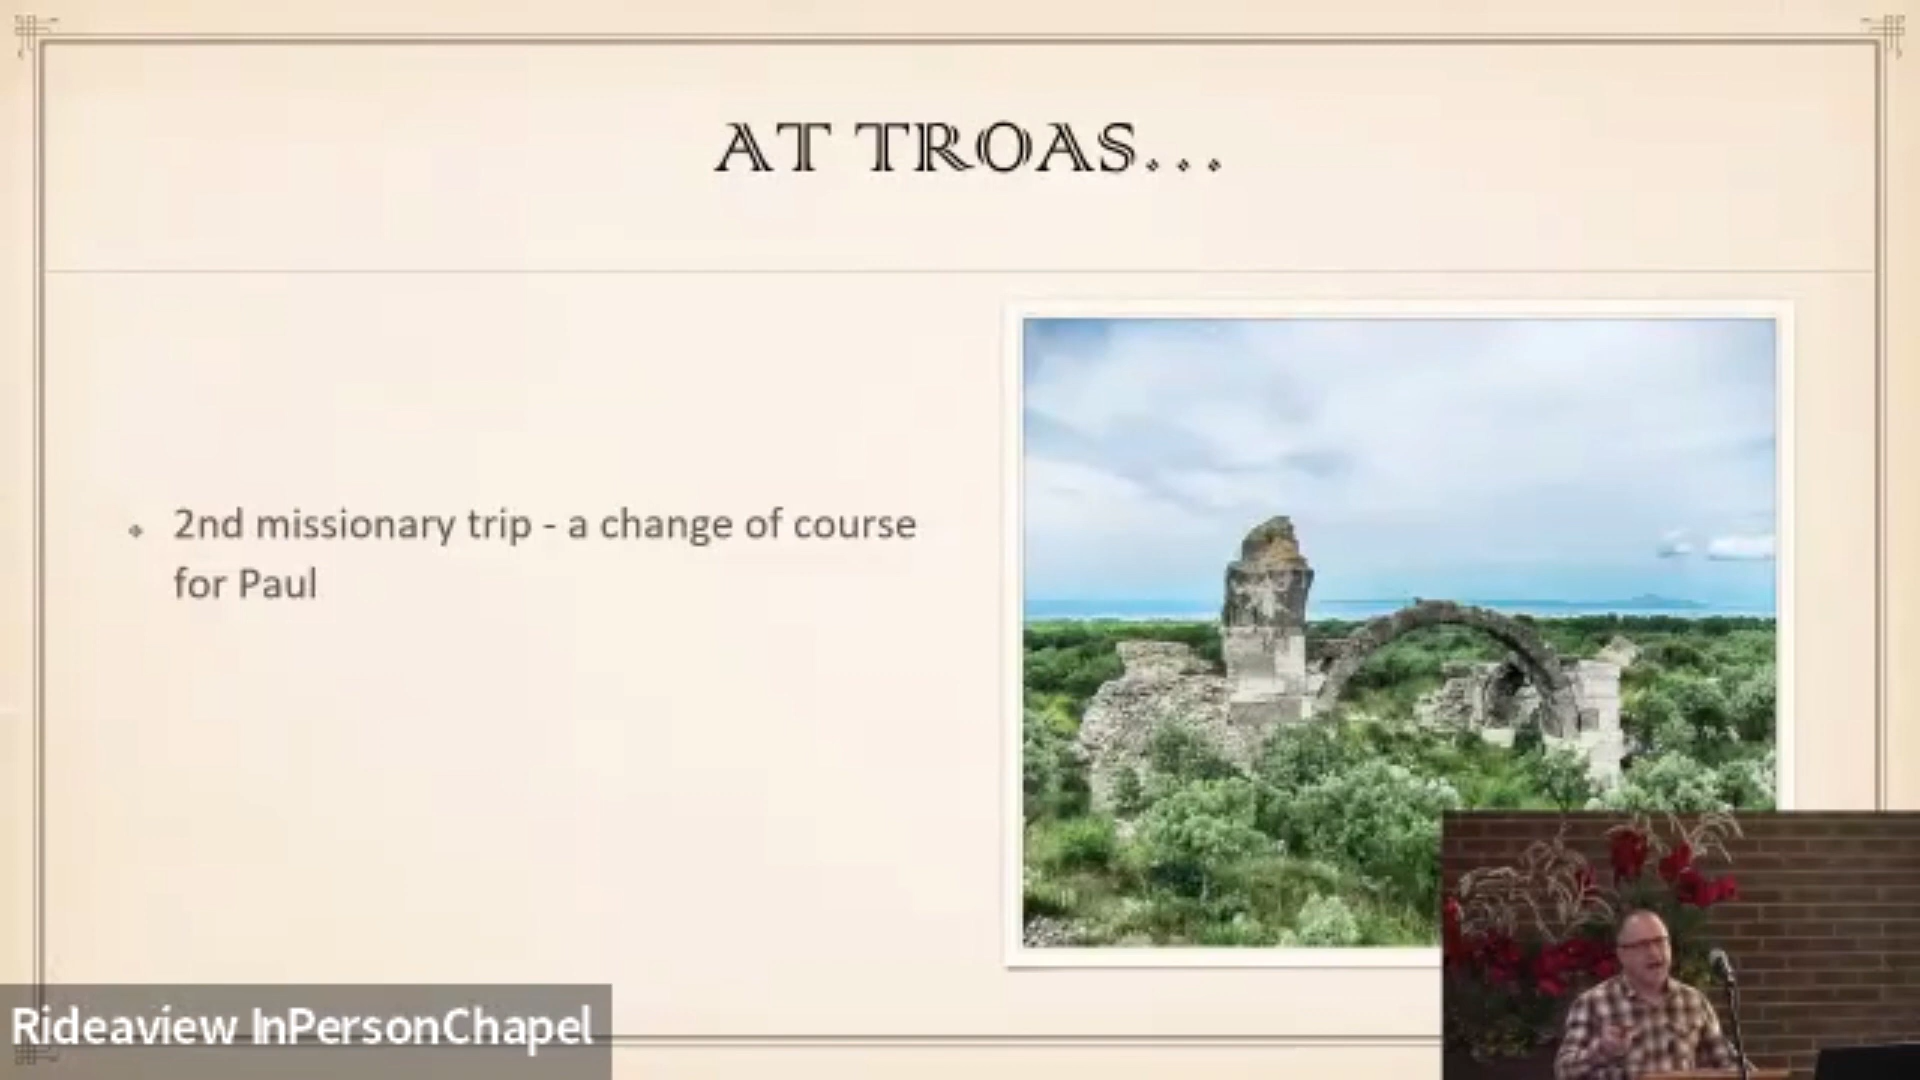 AT TROAS...
2nd missionary trip - a change of course
for Paul
Rideaview InPersonChapel